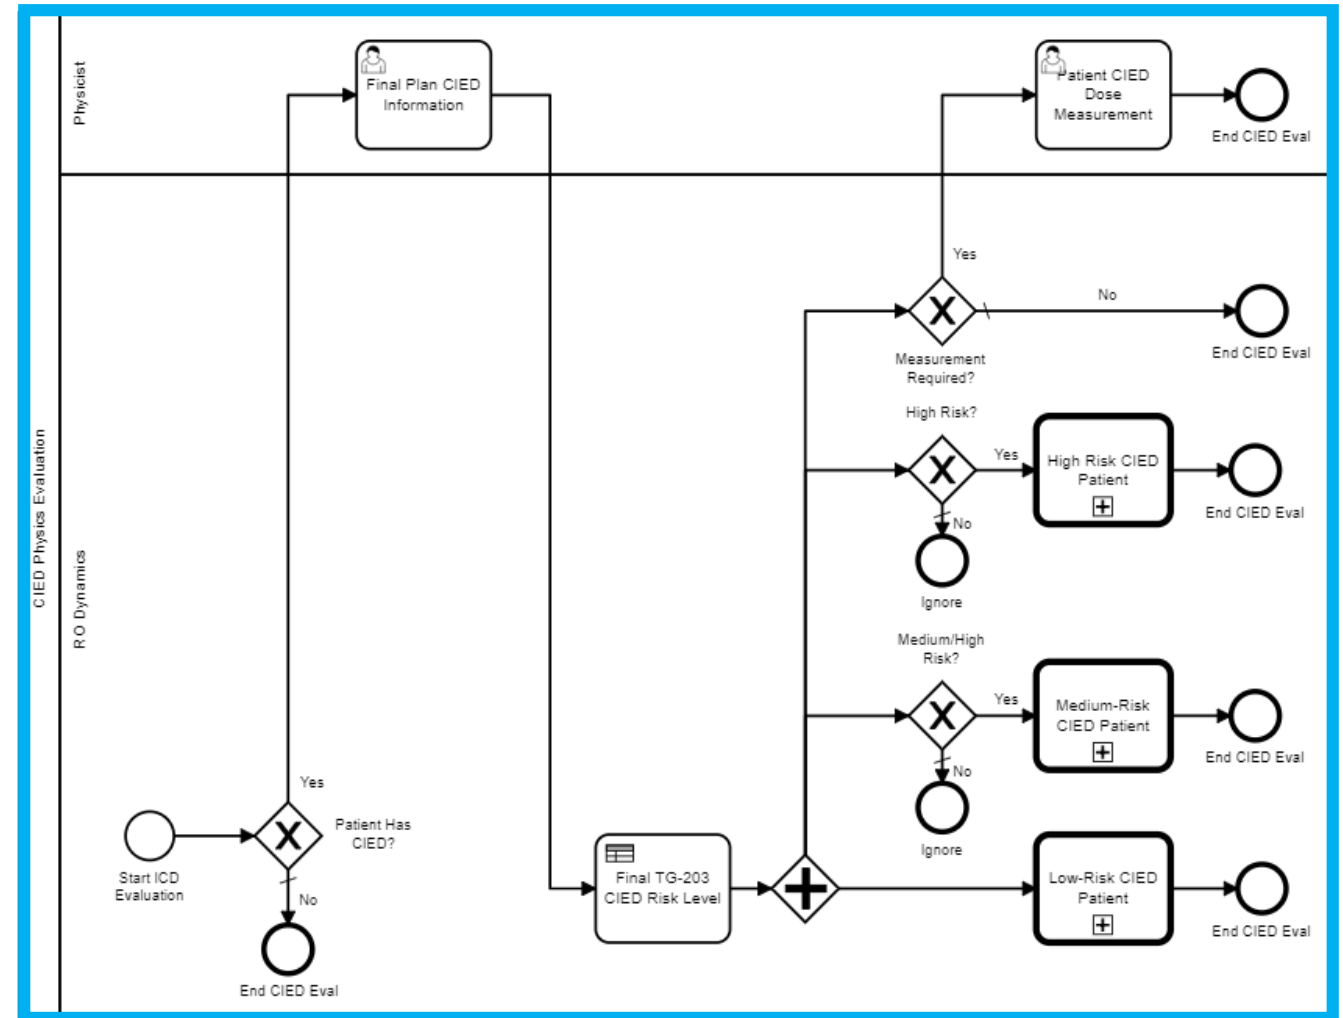 CIED Physics Evaluation
Physicist
RO Dynamics
Final Plan CIED
Information
Patient CIED
Dose
Measurement
End CIED Eval
Yes
No
Measurement
Required?
End CIED Eval
High Risk?
Yes
High Risk CIED
Patient
End CIED Eval
No
Ignore
Medium/High
Risk?
Yes
Medium-Risk
CIED Patient
End CIED Eval
No
Ignore
Yes
Patient Has
CIED?
Start ICD
Evaluation
No
End CIED Eval
Final TG-203
CIED Risk Level
Low-Risk CIED
Patient
End CIED Eval